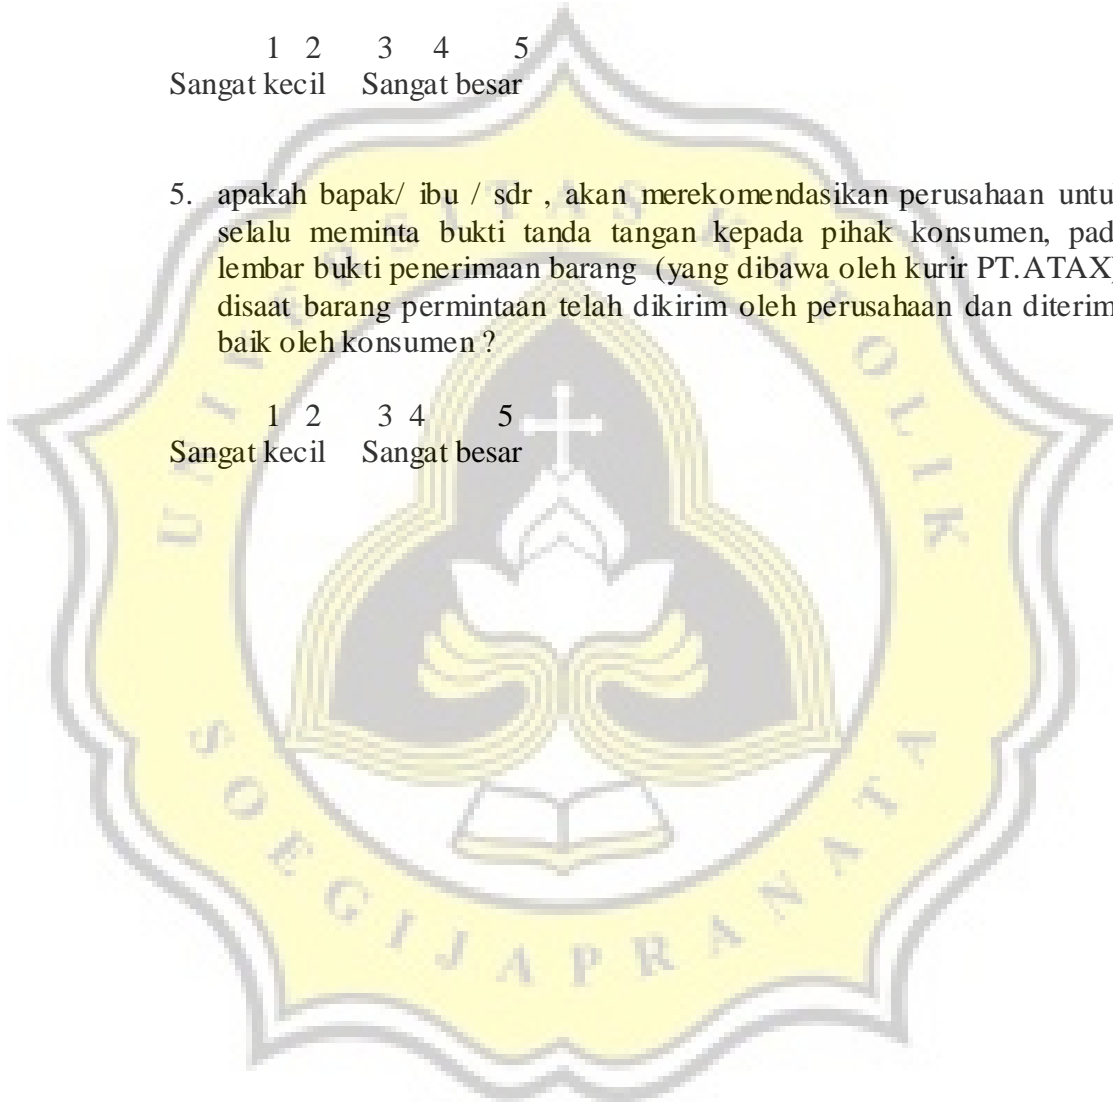 1 2 3 4 5
Sangat kecil Sangat besar
5. apakah bapak/ ibu / sdr , akan merekomendasikan perusahaan untu
selalu meminta bukti tanda tangan kepada pihak konsumen, pad
lembar bukti penerimaan barang (yang dibawa oleh kurir PT.ATAX)
disaat barang permintaan telah dikirim oleh perusahaan dan diterim
baik oleh konsumen ?
1 2 3 4 5
Sangat kecil Sangat besar
UNIVERSITAS KATOLIK
SOEGIJAPRANATA